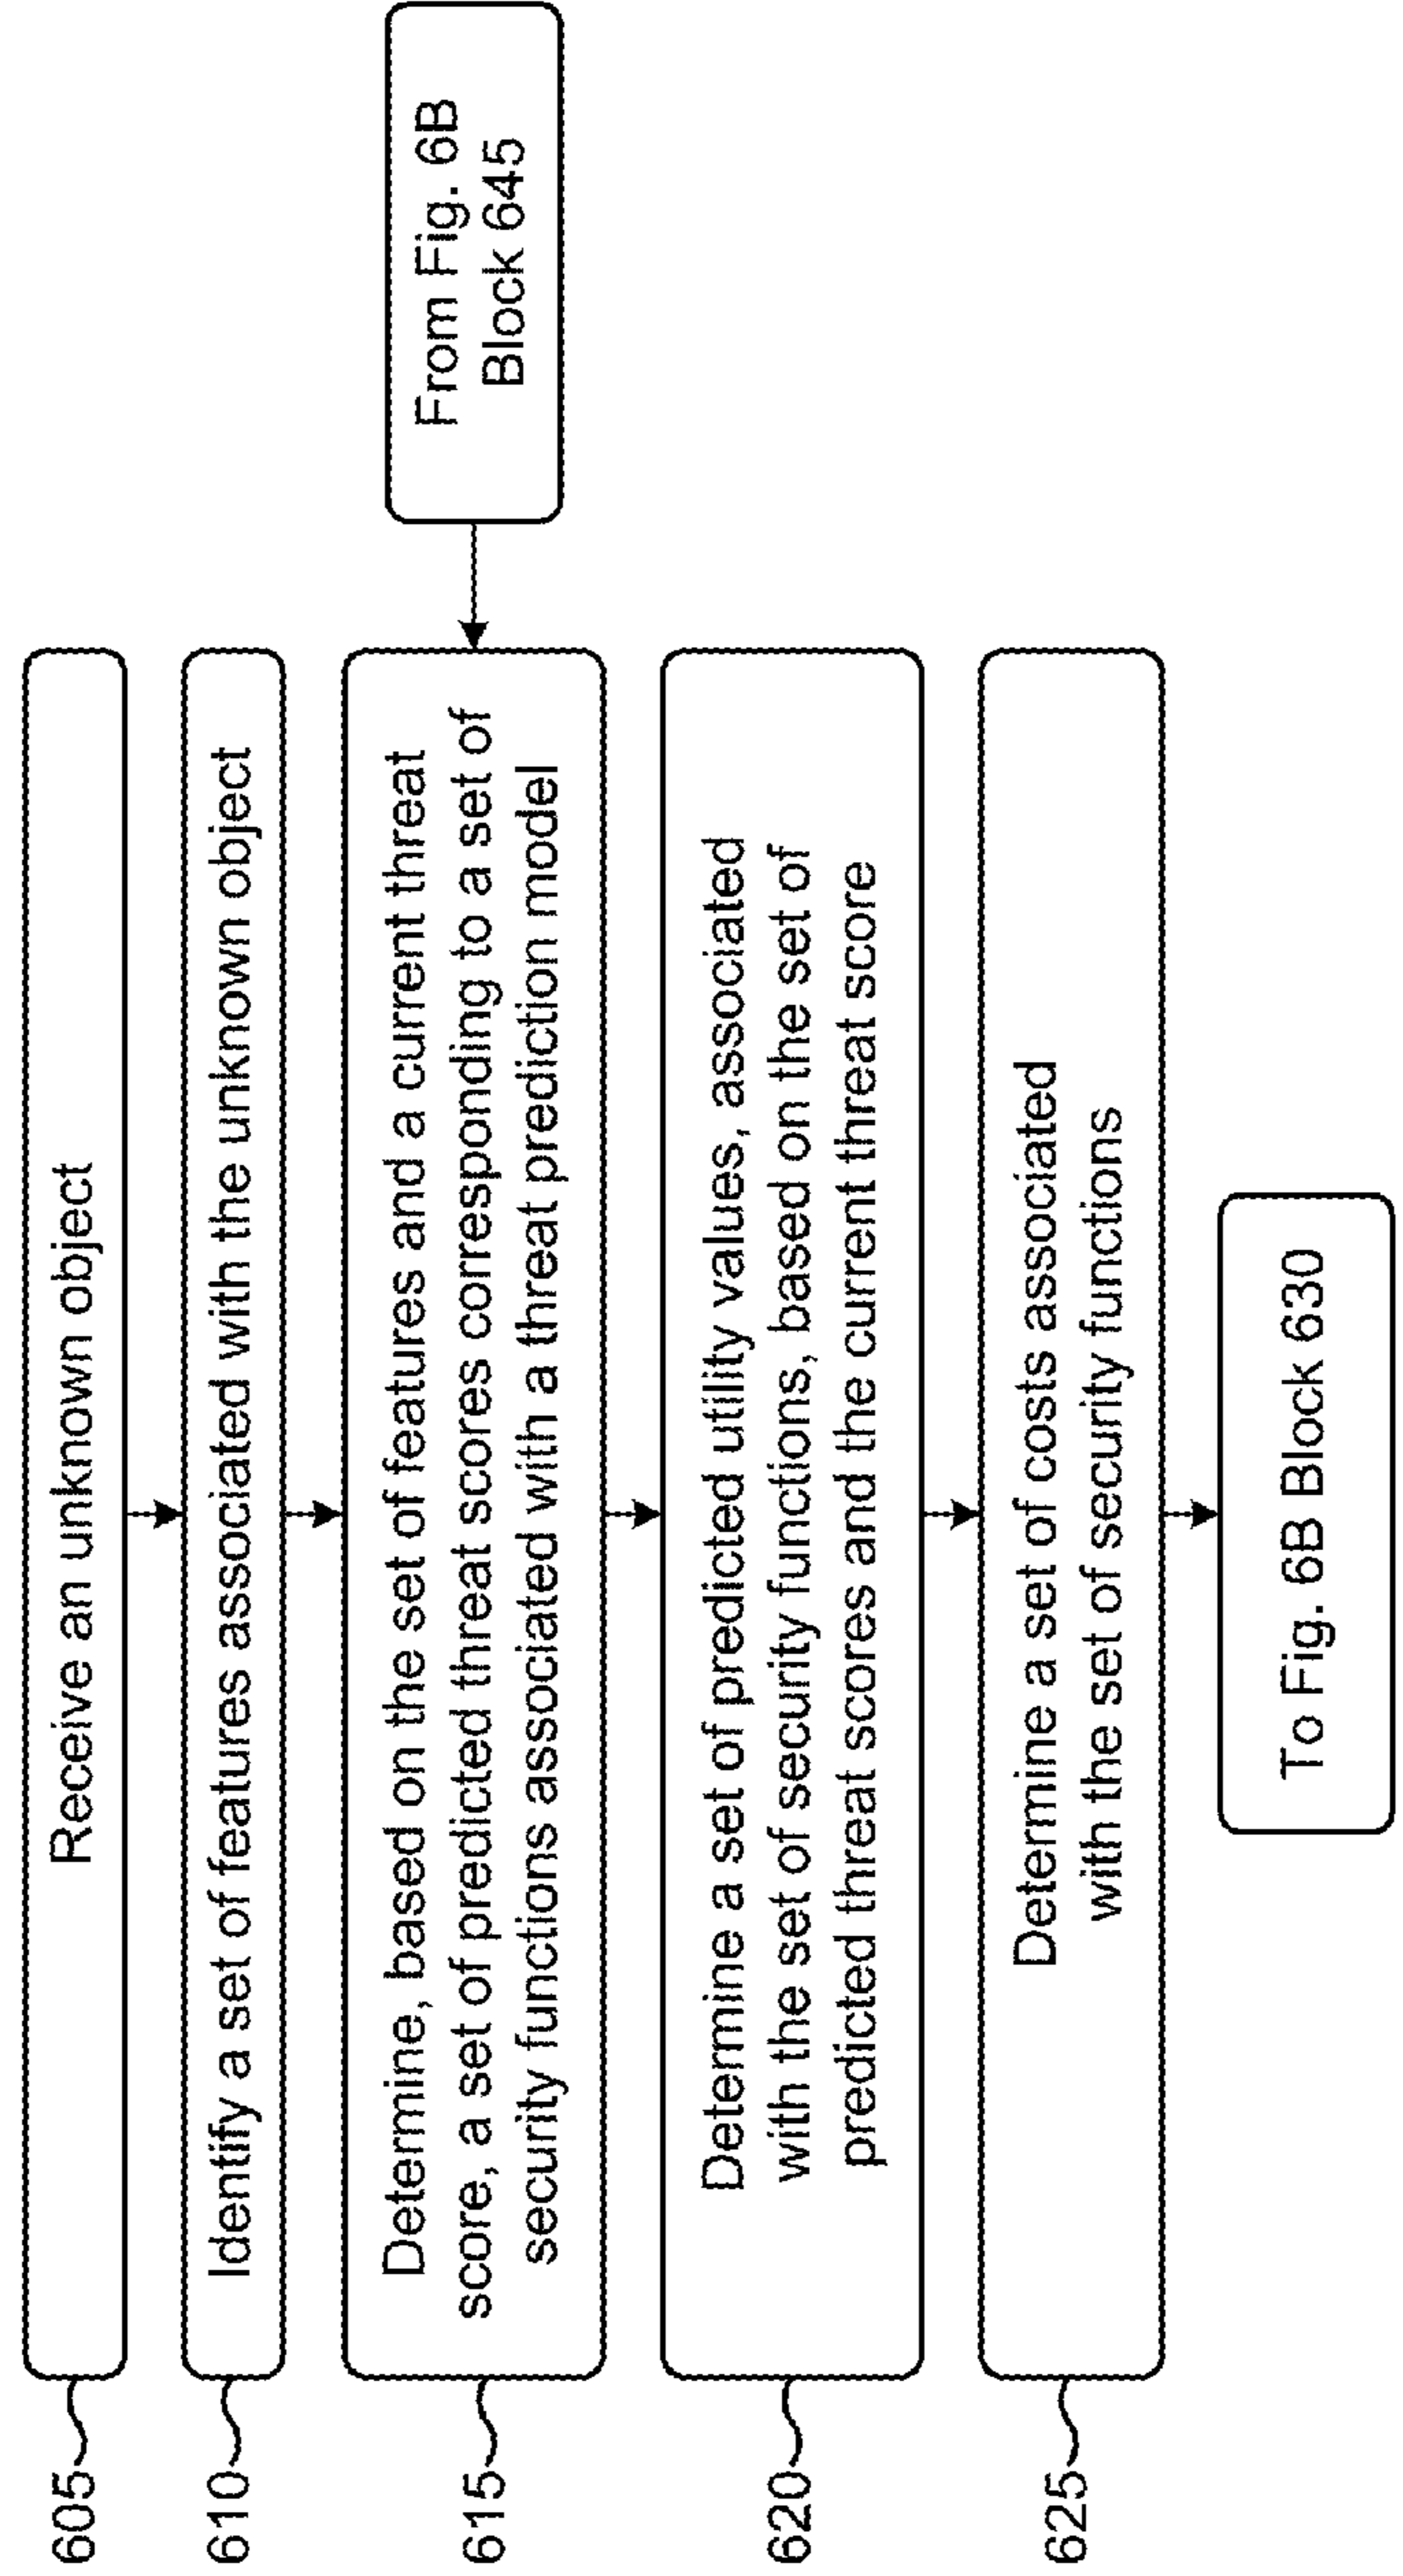 605
Receive an unknown object
610
Identify a set of features associated with the unknown object
615
Determine, based on the set of features and a current threat
score, a set of predicted threat scores corresponding to a set of
security functions associated with a threat prediction model
From Fig. 6B
Block 645
620
Determine a set of predicted utility values, associated
with the set of security functions, based on the set of
predicted threat scores and the current threat score
625
Determine a set of costs associated
with the set of security functions
To Fig. 6B Block 630